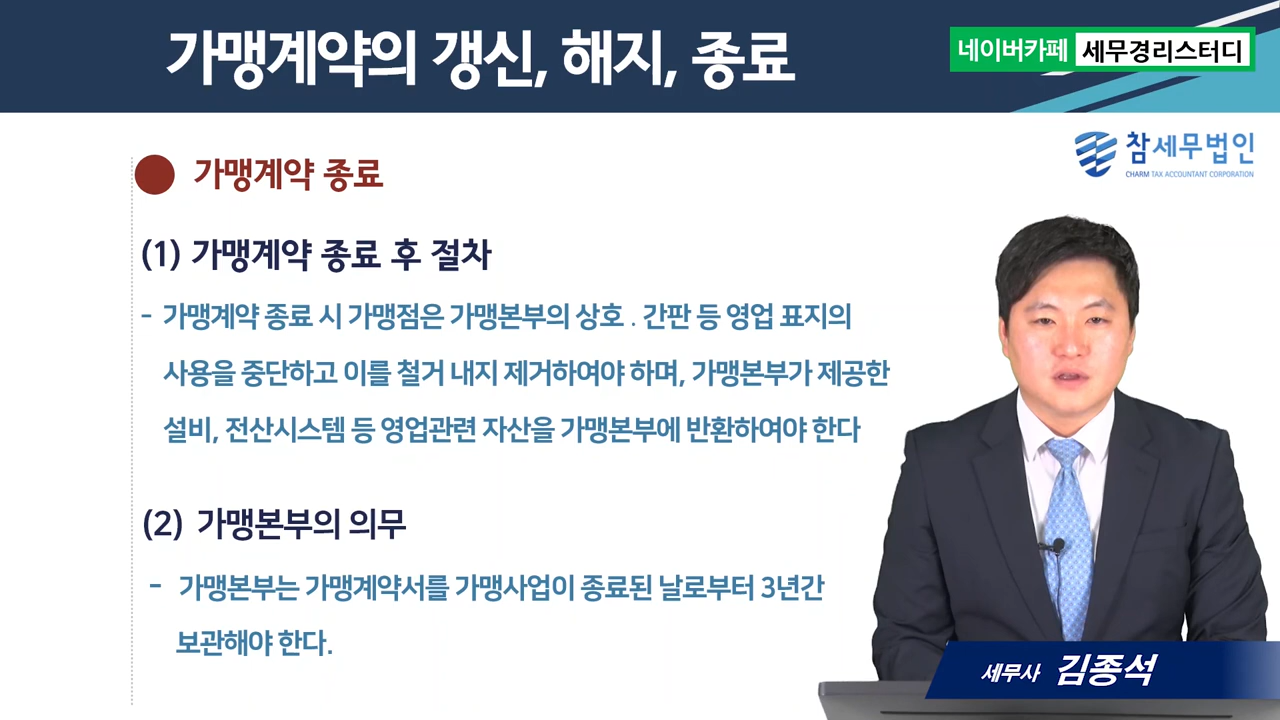 가맹계약의 갱신, 해지, 종료
네이버카페 세무경리스터디
참세무법인
CHARM TAX ACCOUNTANT CORPORATION
가맹계약 종료
(1) 가맹계약 종료 후 절차
- 가맹계약 종료 시 가맹점은 가맹본부의 상호 . 간판 등 영업 표지의
사용을 중단하고 이를 철거 내지 제거하여야 하며, 가맹본부가 제공한
설비, 전산시스템 등 영업관련 자산을 가맹본부에 반환하여야 한다
(2) 가맹본부의 의무
- 가맹본부는 가맹계약서를 가맹사업이 종료된 날로부터 3년간
보관해야 한다.
세무사 김종석